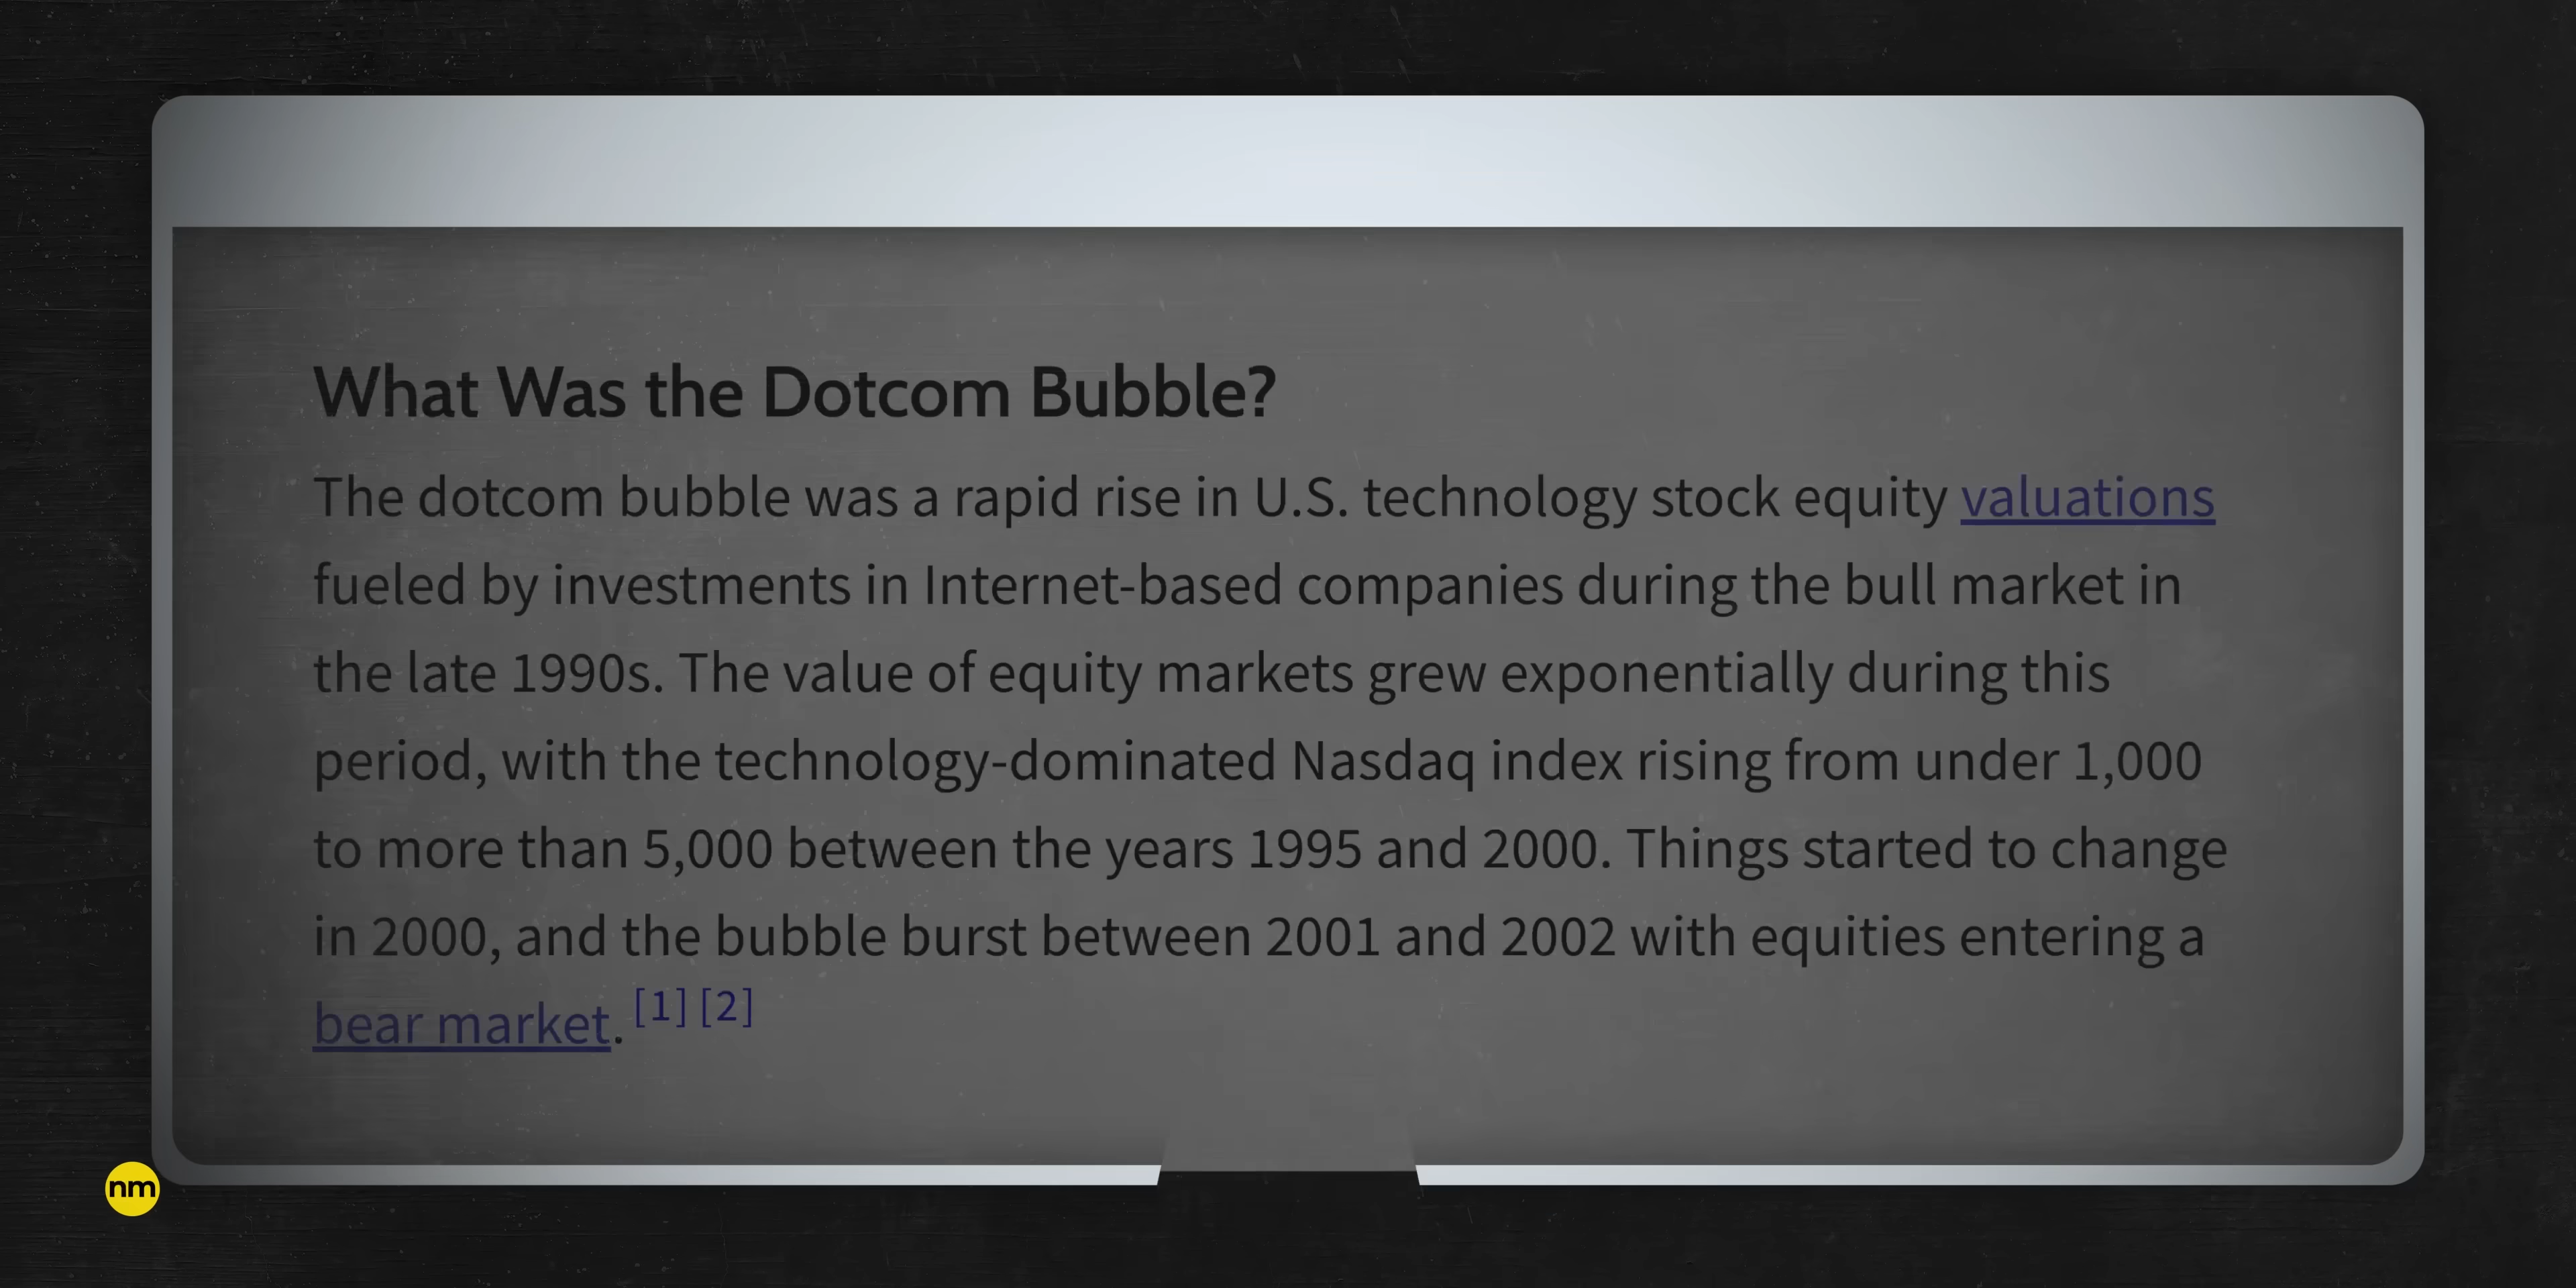 What Was the Dotcom Bubble?
The dotcom bubble was a rapid rise in U.S. technology stock equity valuations
fueled by investments in Internet-based companies during the bull market in
the late 1990s. The value of equity markets grew exponentially during this
period, with the technology-dominated Nasdaq index rising from under 1,000
to more than 5,000 between the years 1995 and 2000. Things started to change
in 2000, and the bubble burst between 2001 and 2002 with equities entering a
bear market. [1] [2]
nm